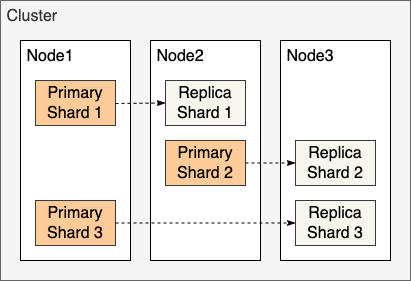 Cluster
Node1
Node2
Node3
Primary
Shard 1
Replica
Shard 1
Primary
Shard 2
Replica
Shard 2
Primary
Shard 3
Replica
Shard 3